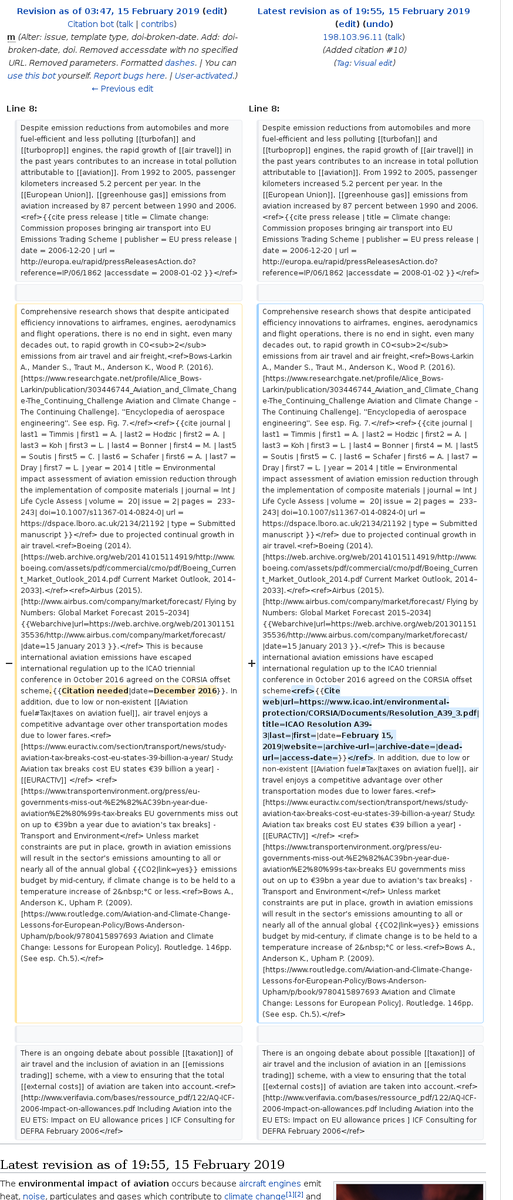 Revision as of 03:47, 15 February 2019 (edit)
Citation bot (talk | contribs)
m (Alter: issue, template type, doi-broken-date. Add: doi-
broken-date, doi. Removed accessdate with no specified
URL. Removed parameters. Formatted dashes. | You can
use this bot yourself. Report bugs here. | User-activated.)
← Previous edit
Latest revision as of 19:55, 15 February 2019
(edit) (undo)
198.103.96.11 (talk)
(Added citation #10)
(Tag: Visual edit)
Line 8:
Despite emission reductions from automobiles and more
fuel-efficient and less polluting [[turbofan]] and
[[turboprop]] engines, the rapid growth of [[air travel]] in
the past years contributes to an increase in total pollution
attributable to [[aviation]]. From 1992 to 2005, passenger
kilometers increased 5.2 percent per year. In the
[[European Union]], [[greenhouse gas]] emissions from
aviation increased by 87 percent between 1990 and 2006.
<ref>{{cite press release | title = Climate change:
Commission proposes bringing air transport into EU
Emissions Trading Scheme | publisher = EU press release |
date = 2006-12-20 | url =
http://europa.eu/rapid/pressReleasesAction.do?
reference=IP/06/1862 |accessdate = 2008-01-02 }}</ref>
Comprehensive research shows that despite anticipated
efficiency innovations to airframes, engines, aerodynamics
and flight operations, there is no end in sight, even many
decades out, to rapid growth in CO<sub>2</sub>
emissions from air travel and air freight,<ref>Bows-Larkin
A., Mander S., Traut M., Anderson K., Wood P. (2016).
[https://www.researchgate.net/profile/Alice_Bows-
Larkin/publication/303446744_Aviation_and_Climate_Chang
e-The_Continuing_Challenge Aviation and Climate Change –
The Continuing Challenge]. "Encyclopedia of aerospace
engineering". See esp. Fig. 7.</ref><ref>{{cite journal |
last1 = Timmis | first1 = A. | last2 = Hodzic | first2 = A. |
last3 = Koh | first3 = L. | last4 = Bonner | first4 = M. | last5
= Soutis | first5 = C. | last6 = Schafer | first6 = A. | last7 =
Dray | first7 = L. | year = 2014 | title = Environmental
impact assessment of aviation emission reduction through
the implementation of composite materials | journal = Int J
Life Cycle Assess | volume =  20| issue = 2| pages =  233–
243| doi=10.1007/s11367-014-0824-0| url =
https://dspace.lboro.ac.uk/2134/21192 | type = Submitted
manuscript }}</ref> due to projected continual growth in
air travel.<ref>Boeing (2014).
[https://web.archive.org/web/20141015114919/http://www.
boeing.com/assets/pdf/commercial/cmo/pdf/Boeing_Curren
t_Market_Outlook_2014.pdf Current Market Outlook, 2014–
2033].</ref><ref>Airbus (2015).
[http://www.airbus.com/company/market/forecast/ Flying by
Numbers: Global Market Forecast 2015–2034]
{{Webarchive|url=https://web.archive.org/web/201301151
35536/http://www.airbus.com/company/market/forecast/
|date=15 January 2013 }}.</ref> This is because
international aviation emissions have escaped
international regulation up to the ICAO triennial
conference in October 2016 agreed on the CORSIA offset
− scheme.{{Citation needed|date=December 2016}}. In
addition, due to low or non-existent [[Aviation
fuel#Tax|taxes on aviation fuel]], air travel enjoys a
competitive advantage over other transportation modes
due to lower fares.<ref>
[https://www.euractiv.com/section/transport/news/study-
aviation-tax-breaks-cost-eu-states-39-billion-a-year/ Study:
Aviation tax breaks cost EU states €39 billion a year] -
[[EURACTIV]] </ref> <ref>
[https://www.transportenvironment.org/press/eu-
governments-miss-out-%E2%82%AC39bn-year-due-
aviation%E2%80%99s-tax-breaks EU governments miss
out on up to €39bn a year due to aviation's tax breaks] -
Transport and Environment</ref> Unless market
constraints are put in place, growth in aviation emissions
will result in the sector's emissions amounting to all or
nearly all of the annual global {{CO2|link=yes}} emissions
budget by mid-century, if climate change is to be held to a
temperature increase of 2&nbsp;°C or less.<ref>Bows A.,
Anderson K., Upham P. (2009).
[https://www.routledge.com/Aviation-and-Climate-Change-
Lessons-for-European-Policy/Bows-Anderson-
Upham/p/book/9780415897693 Aviation and Climate
Change: Lessons for European Policy]. Routledge. 146pp.
(See esp. Ch.5).</ref>
There is an ongoing debate about possible [[taxation]] of
air travel and the inclusion of aviation in an [[emissions
trading]] scheme, with a view to ensuring that the total
[[external costs]] of aviation are taken into account.<ref>
[http://www.verifavia.com/bases/ressource_pdf/122/AQ-ICF-
2006-Impact-on-allowances.pdf Including Aviation into the
EU ETS: Impact on EU allowance prices | ICF Consulting for
DEFRA February 2006</ref>
Line 8:
Despite emission reductions from automobiles and more
fuel-efficient and less polluting [[turbofan]] and
[[turboprop]] engines, the rapid growth of [[air travel]] in
the past years contributes to an increase in total pollution
attributable to [[aviation]]. From 1992 to 2005, passenger
kilometers increased 5.2 percent per year. In the
[[European Union]], [[greenhouse gas]] emissions from
aviation increased by 87 percent between 1990 and 2006.
<ref>{{cite press release | title = Climate change:
Commission proposes bringing air transport into EU
Emissions Trading Scheme | publisher = EU press release |
date = 2006-12-20 | url =
http://europa.eu/rapid/pressReleasesAction.do?
reference=IP/06/1862 |accessdate = 2008-01-02 }}</ref>
Comprehensive research shows that despite anticipated
efficiency innovations to airframes, engines, aerodynamics
and flight operations, there is no end in sight, even many
decades out, to rapid growth in CO<sub>2</sub>
emissions from air travel and air freight,<ref>Bows-Larkin
A., Mander S., Traut M., Anderson K., Wood P. (2016).
[https://www.researchgate.net/profile/Alice_Bows-
Larkin/publication/303446744_Aviation_and_Climate_Chang
e-The_Continuing_Challenge Aviation and Climate Change –
The Continuing Challenge]. "Encyclopedia of aerospace
engineering". See esp. Fig. 7.</ref><ref>{{cite journal |
last1 = Timmis | first1 = A. | last2 = Hodzic | first2 = A. |
last3 = Koh | first3 = L. | last4 = Bonner | first4 = M. | last5
= Soutis | first5 = C. | last6 = Schafer | first6 = A. | last7 =
Dray | first7 = L. | year = 2014 | title = Environmental
impact assessment of aviation emission reduction through
the implementation of composite materials | journal = Int J
Life Cycle Assess | volume =  20| issue = 2| pages =  233–
243| doi=10.1007/s11367-014-0824-0| url =
https://dspace.lboro.ac.uk/2134/21192 | type = Submitted
manuscript }}</ref> due to projected continual growth in
air travel.<ref>Boeing (2014).
[https://web.archive.org/web/20141015114919/http://www.
boeing.com/assets/pdf/commercial/cmo/pdf/Boeing_Curren
t_Market_Outlook_2014.pdf Current Market Outlook, 2014–
2033].</ref><ref>Airbus (2015).
[http://www.airbus.com/company/market/forecast/ Flying by
Numbers: Global Market Forecast 2015–2034]
{{Webarchive|url=https://web.archive.org/web/201301151
35536/http://www.airbus.com/company/market/forecast/
|date=15 January 2013 }}.</ref> This is because
international aviation emissions have escaped
international regulation up to the ICAO triennial
conference in October 2016 agreed on the CORSIA offset
+ scheme<ref>{{Cite
web|url=https://www.icao.int/environmental-
protection/CORSIA/Documents/Resolution_A39_3.pdf|
title=ICAO Resolution A39-
3|last=|first=|date=February 15,
2019|website=|archive-url=|archive-date=|dead-
url=|access-date=}}</ref>. In addition, due to low or non-
existent [[Aviation fuel#Tax|taxes on aviation fuel]], air
travel enjoys a competitive advantage over other
transportation modes due to lower fares.<ref>
[https://www.euractiv.com/section/transport/news/study-
aviation-tax-breaks-cost-eu-states-39-billion-a-year/ Study:
Aviation tax breaks cost EU states €39 billion a year] -
[[EURACTIV]] </ref> <ref>
[https://www.transportenvironment.org/press/eu-
governments-miss-out-%E2%82%AC39bn-year-due-
aviation%E2%80%99s-tax-breaks EU governments miss
out on up to €39bn a year due to aviation's tax breaks] -
Transport and Environment</ref> Unless market
constraints are put in place, growth in aviation emissions
will result in the sector's emissions amounting to all or
nearly all of the annual global {{CO2|link=yes}} emissions
budget by mid-century, if climate change is to be held to a
temperature increase of 2&nbsp;°C or less.<ref>Bows A.,
Anderson K., Upham P. (2009).
[https://www.routledge.com/Aviation-and-Climate-Change-
Lessons-for-European-Policy/Bows-Anderson-
Upham/p/book/9780415897693 Aviation and Climate
Change: Lessons for European Policy]. Routledge. 146pp.
(See esp. Ch.5).</ref>
There is an ongoing debate about possible [[taxation]] of
air travel and the inclusion of aviation in an [[emissions
trading]] scheme, with a view to ensuring that the total
[[external costs]] of aviation are taken into account.<ref>
[http://www.verifavia.com/bases/ressource_pdf/122/AQ-ICF-
2006-Impact-on-allowances.pdf Including Aviation into the
EU ETS: Impact on EU allowance prices | ICF Consulting for
DEFRA February 2006</ref>
Latest revision as of 19:55, 15 February 2019
The environmental impact of aviation occurs because aircraft engines emit
heat, noise, particulates and gases which contribute to climate change[1][2] and